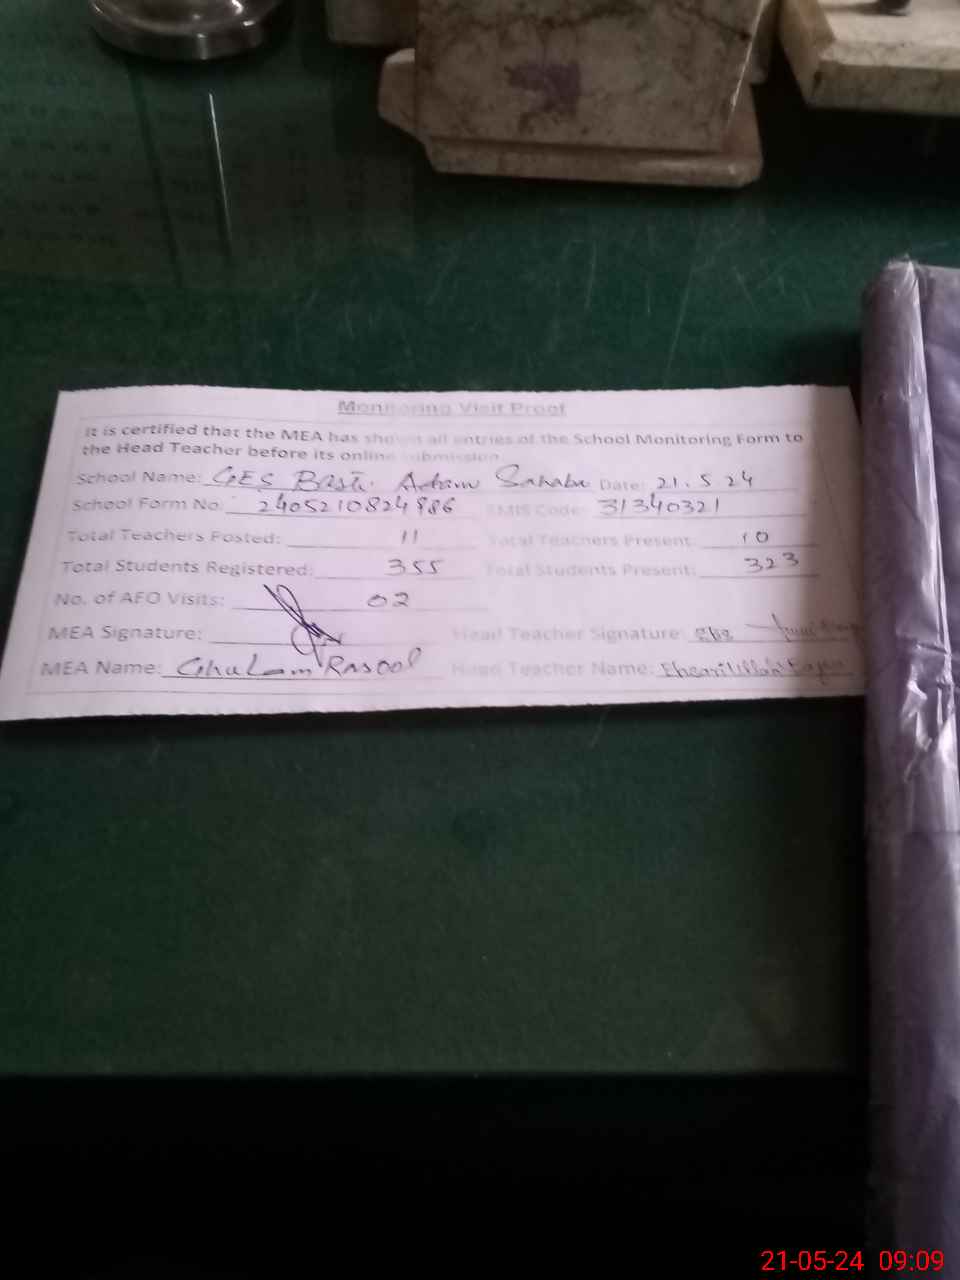 Monitoring Visit Proof
It is certified that the MEA has shown all entries of the School Monitoring Form to
the Head Teacher before its online submission
School Name: GES Basti Adam Sahaba Date: 21.5 24
School Form No: 2405210824986 EMIS Code: 31340321
Total Teachers Posted: 11 Total Teachers Present: 10
Total Students Registered: 355 Total Students Present: 323
No. of AFO Visits: 02
MEA Signature: Head Teacher Signature:
MEA Name: Ghulam Rasool Head Teacher Name:
21-05-24 09:09